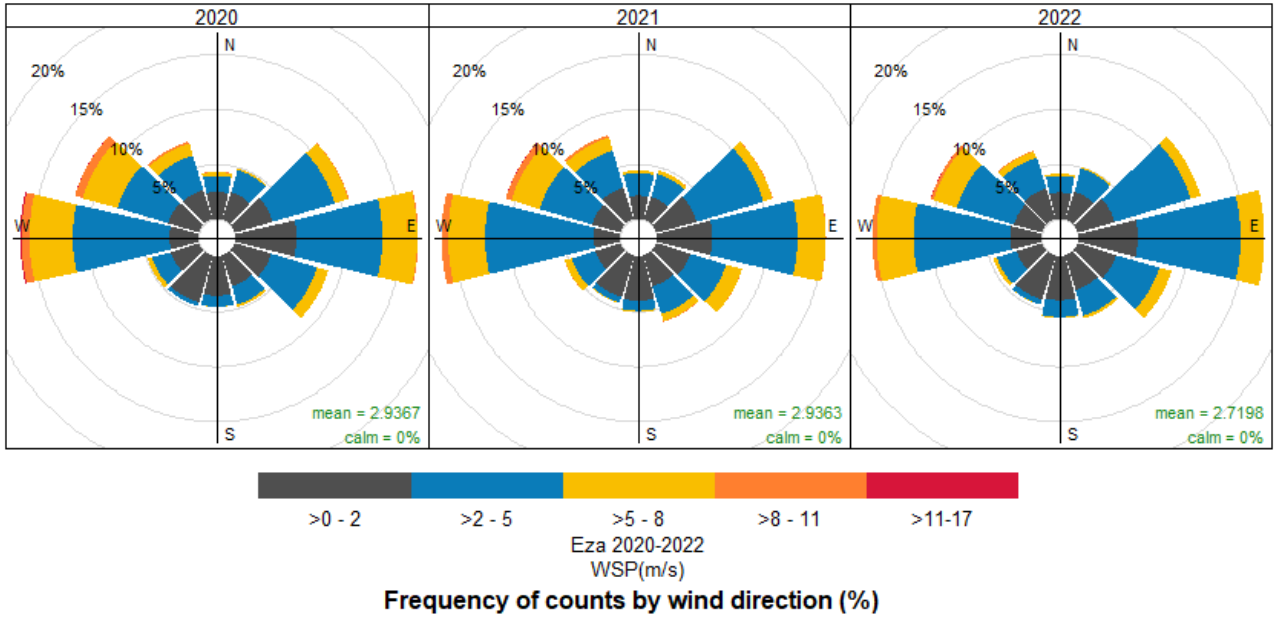 2020
2021
2022
N
20%
15%
10%
5%
W
E
S
mean = 2.9367
calm = 0%
N
20%
15%
10%
5%
W
E
S
mean = 2.9363
calm = 0%
N
20%
15%
10%
5%
W
E
S
mean = 2.7198
calm = 0%
>0 - 2
>2 - 5
>5 - 8
>8 - 11
>11-17
Eza 2020-2022
WSP(m/s)
Frequency of counts by wind direction (%)